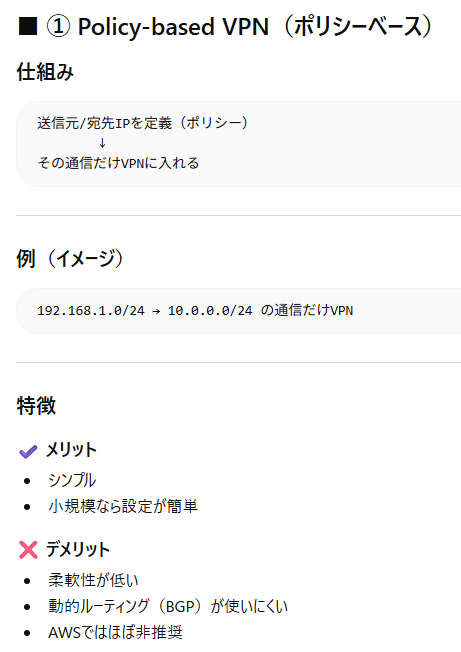 ■ ① Policy-based VPN（ポリシーベース）
仕組み
送信元/宛先IPを定義（ポリシー）
↓
その通信だけVPNに入れる
例（イメージ）
192.168.1.0/24 → 10.0.0.0/24 の通信だけVPN
特徴
✔ メリット
• シンプル
• 小規模なら設定が簡単
❌ デメリット
• 柔軟性が低い
• 動的ルーティング（BGP）が使いにくい
• AWSではほぼ非推奨